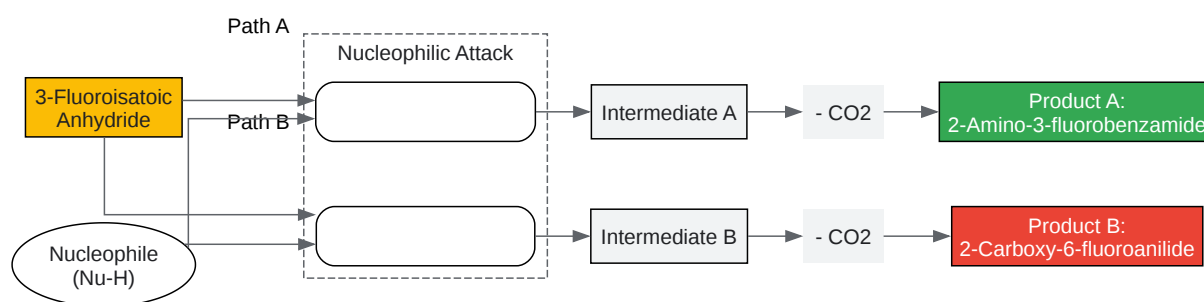 Path A
Nucleophilic Attack
3-Fluoroisatoic
Anhydride
Path B
Intermediate A
- CO2
Product A:
2-Amino-3-fluorobenzamide
Nucleophile
(Nu-H)
Intermediate B
- CO2
Product B:
2-Carboxy-6-fluoroanilide